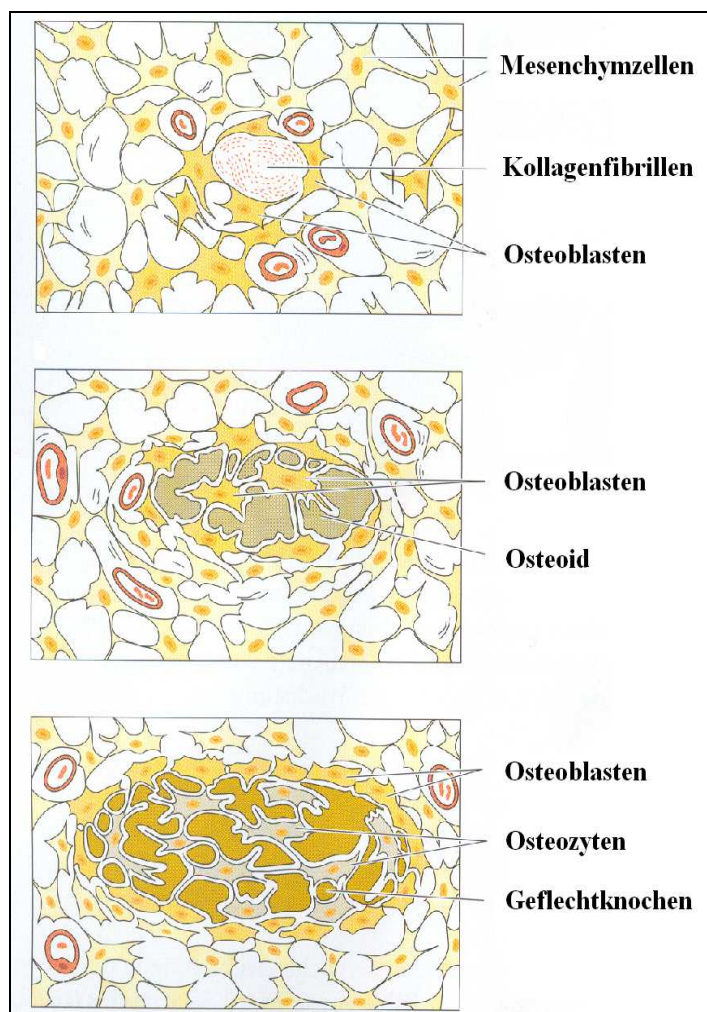 Mesenchymzellen
Kollagenfibrillen
Osteoblasten
Osteoblasten
Osteoid
Osteoblasten
Osteozyten
Geflechtknochen